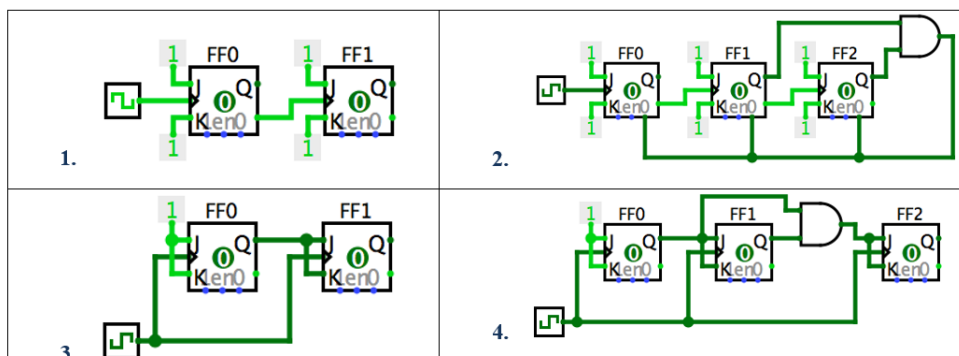 1 1
FF0 FF1
J Q J Q
0 0
K en0 K en0
1 1
1.
1 1 1
FF0 FF1 FF2
J Q J Q J Q
0 0 0
K en0 K en0 K en0
1 1 1
2.
1
FF0 FF1
J Q J Q
0 0
K en0 K en0
3.
1
FF0 FF1 FF2
J Q J Q J Q
0 0 0
K en0 K en0 K en0
4.